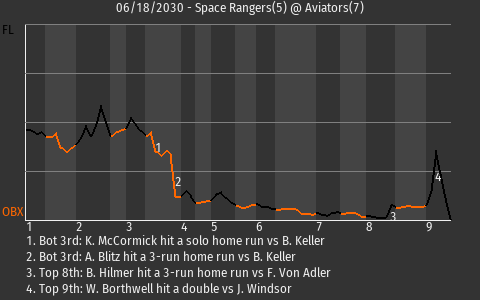 06/18/2030 - Space Rangers(5) @ Aviators(7)
FL
1
2
3
4
OBX
1 2 3 4 5 6 7 8 9
1. Bot 3rd: K. McCormick hit a solo home run vs B. Keller
2. Bot 3rd: A. Blitz hit a 3-run home run vs B. Keller
3. Top 8th: B. Hilmer hit a 3-run home run vs F. Von Adler
4. Top 9th: W. Borthwell hit a double vs J. Windsor